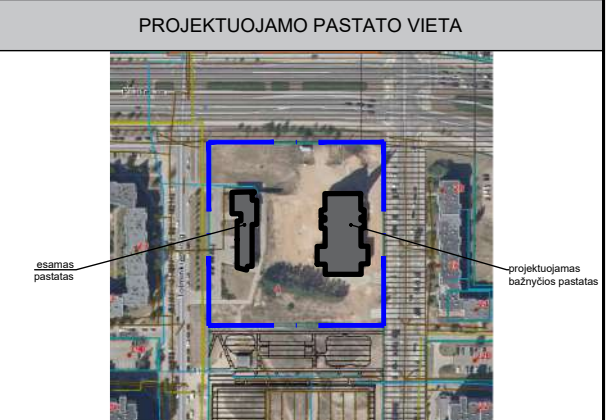 PROJEKTUOJAMO PASTATO VIETA
esamas
pastatas
projektuojamas
bažnyčios pastatas